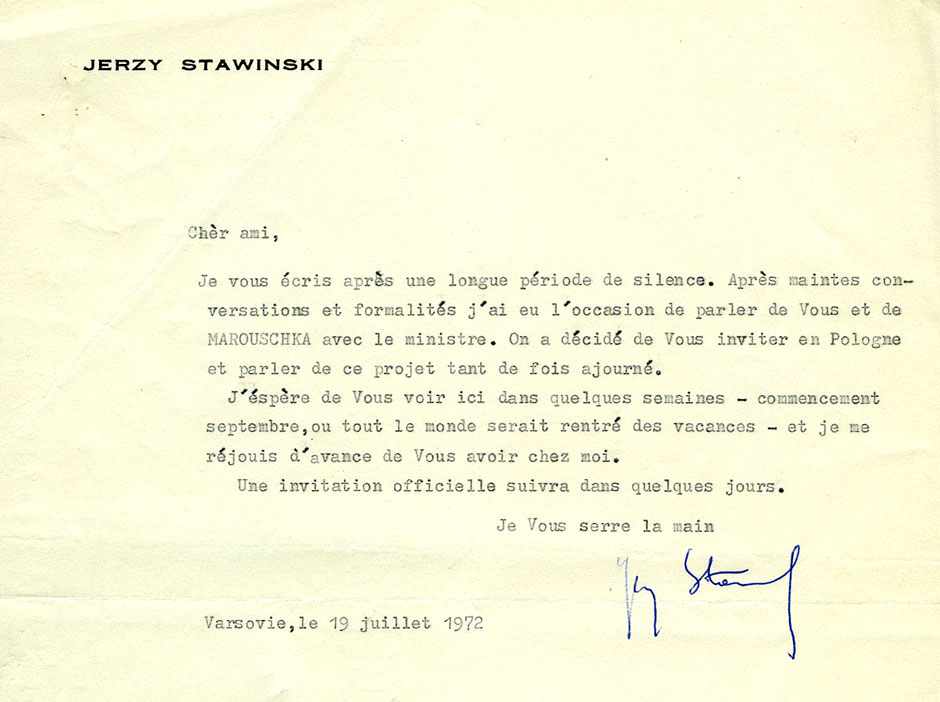 JERZY STAWINSKI
Chèr ami,
Je vous écris après une longue période de silence. Après maintes con-
versations et formalités j'ai eu l'occasion de parler de Vous et de
MAROUSCHKA avec le ministre. On a décidé de Vous inviter en Pologne
et parler de ce projet tant de fois ajourné.
J'éspère de Vous voir ici dans quelques semaines - commencement
septembre,ou tout le monde serait rentré des vacances - et je me
réjouis d'avance de Vous avoir chez moi.
Une invitation officielle suivra dans quelques jours.
Je Vous serre la main
Varsovie,le 19 juillet 1972